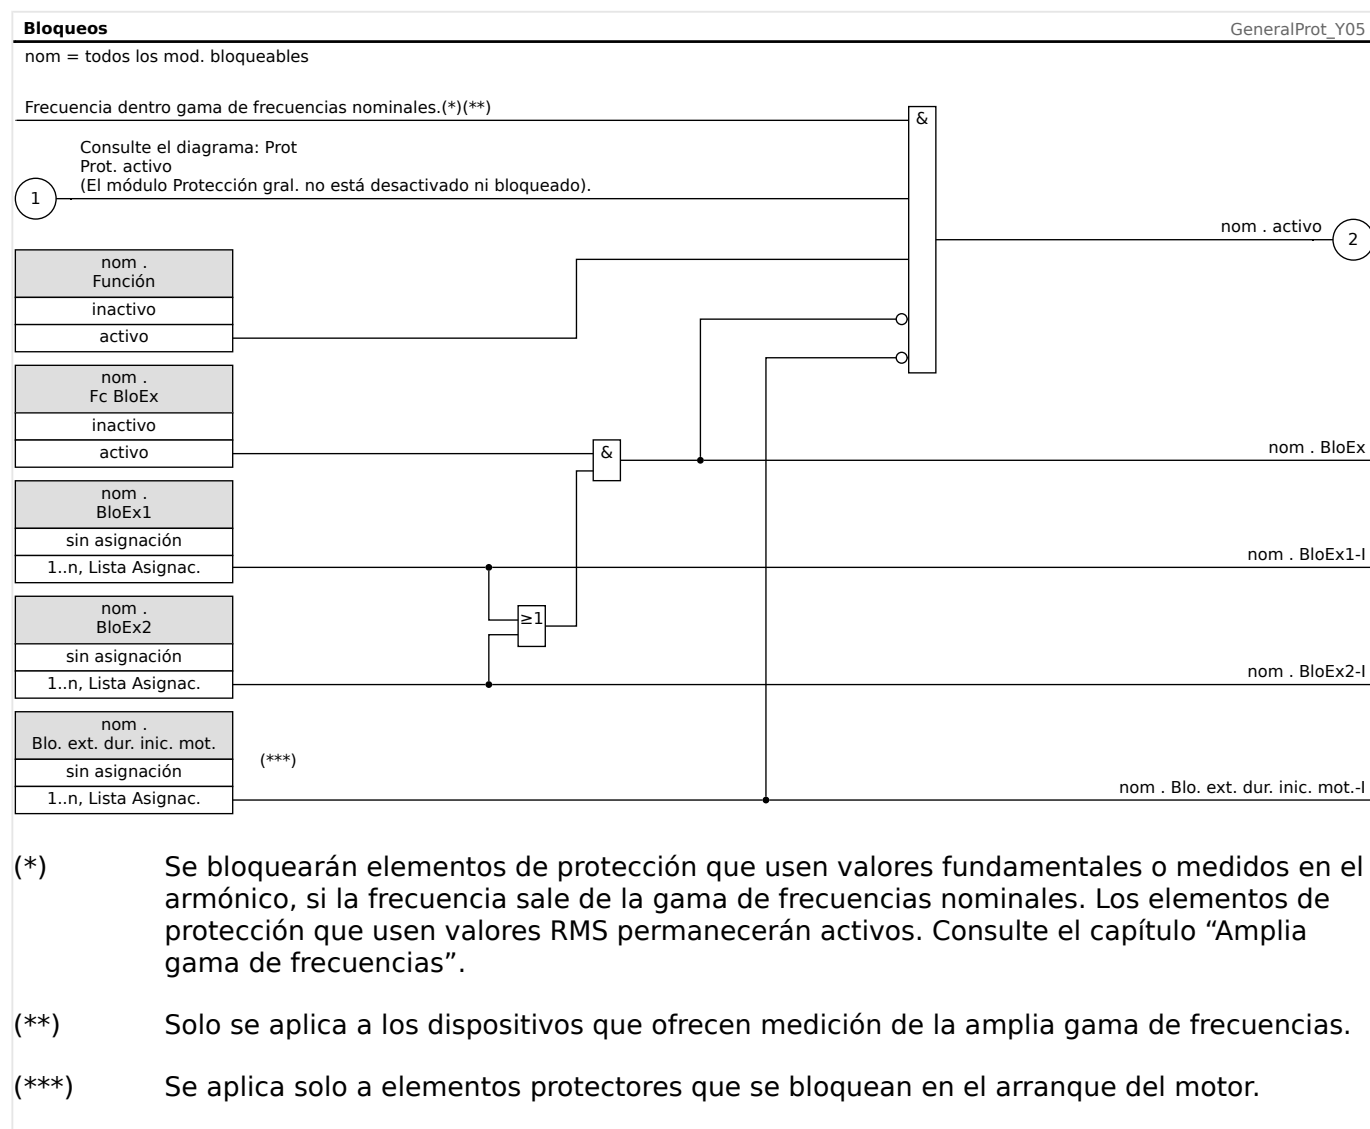 Bloqueos
GeneralProt_Y05
nom = todos los mod. bloqueables
Frecuencia dentro gama de frecuencias nominales.(*)(**)
&
Consulte el diagrama: Prot
Prot. activo
(El módulo Protección gral. no está desactivado ni bloqueado).
1
nom . activo
2
nom .
Función
inactivo
activo
nom .
Fc BloEx
inactivo
activo
&
nom . BloEx
nom .
BloEx1
sin asignación
1..n, Lista Asignac.
nom . BloEx1-I
nom .
BloEx2
≥1
sin asignación
1..n, Lista Asignac.
nom . BloEx2-I
nom .
Blo. ext. dur. inic. mot.
(***)
sin asignación
1..n, Lista Asignac.
nom . Blo. ext. dur. inic. mot.-I
(*) Se bloquearán elementos de protección que usen valores fundamentales o medidos en el
armónico, si la frecuencia sale de la gama de frecuencias nominales. Los elementos de
protección que usen valores RMS permanecerán activos. Consulte el capítulo “Amplia
gama de frecuencias”.
(**) Solo se aplica a los dispositivos que ofrecen medición de la amplia gama de frecuencias.
(***) Se aplica solo a elementos protectores que se bloquean en el arranque del motor.